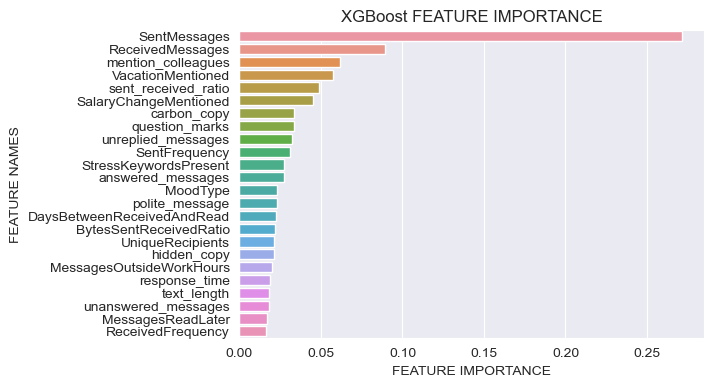 XGBoost FEATURE IMPORTANCE
FEATURE NAMES
SentMessages
ReceivedMessages
mention_colleagues
VacationMentioned
sent_received_ratio
SalaryChangeMentioned
carbon_copy
question_marks
unreplied_messages
SentFrequency
StressKeywordsPresent
answered_messages
MoodType
polite_message
DaysBetweenReceivedAndRead
BytesSentReceivedRatio
UniqueRecipients
hidden_copy
MessagesOutsideWorkHours
response_time
text_length
unanswered_messages
MessagesReadLater
ReceivedFrequency
0.00 0.05 0.10 0.15 0.20 0.25
FEATURE IMPORTANCE